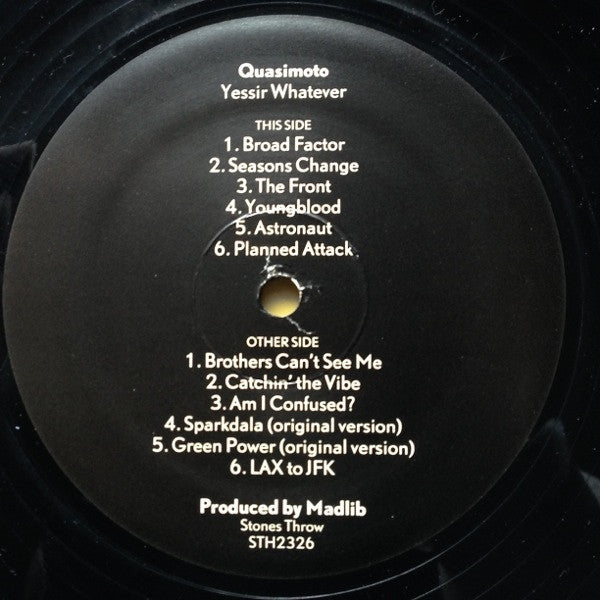 Quasimoto
Yessir Whatever
THIS SIDE
1. Broad Factor
2. Seasons Change
3. The Front
4. Youngblood
5. Astronaut
6. Planned Attack
OTHER SIDE
1. Brothers Can't See Me
2. Catchin' the Vibe
3. Am I Confused?
4. Sparkdala (original version)
5. Green Power (original version)
6. LAX to JFK
Produced by Madlib
Stones Throw
STH2326